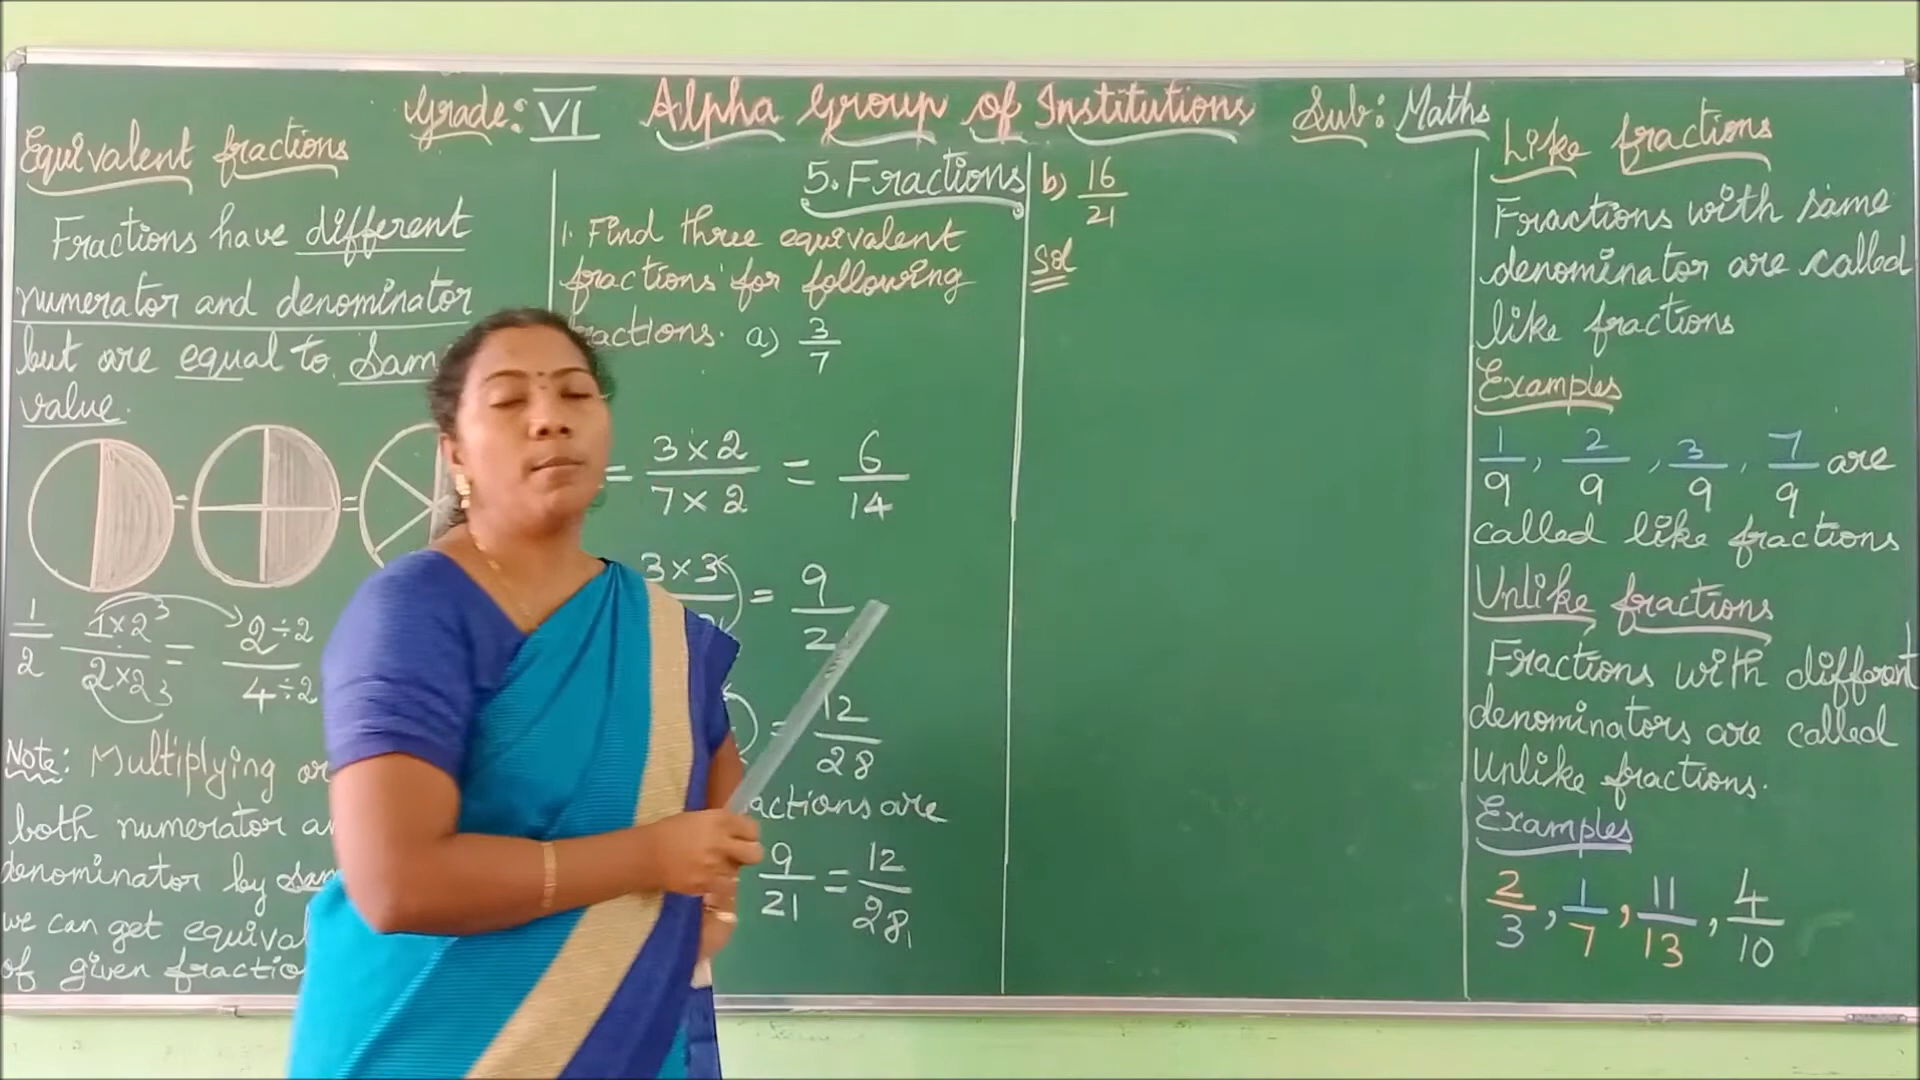 Grade: VI Alpha Group of Institutions Sub: Maths
5. Fractions
Equivalent fractions
Fractions have different
numerator and denominator
but are equal to Sam
value.
= =
1/2 1×2 3/2×2 3 = 2÷2/4÷2
Note: Multiplying or
both numerator a
denominator by sam
we can get equival
of given fractio
1. Find three equivalent
fractions for following
ractions. a) 3/7
= 3×2/7×2 = 6/14
3×3 = 9/2
= 12/28
actions are
9/21 = 12/28
b) 16/21
Sol
Like fractions
Fractions with same
denominator are called
like fractions
Examples
1/9, 2/9, 3/9, 7/9 are
called like fractions
Unlike fractions
Fractions with different
denominators are called
Unlike fractions.
Examples
2/3, 1/7, 11/13, 4/10